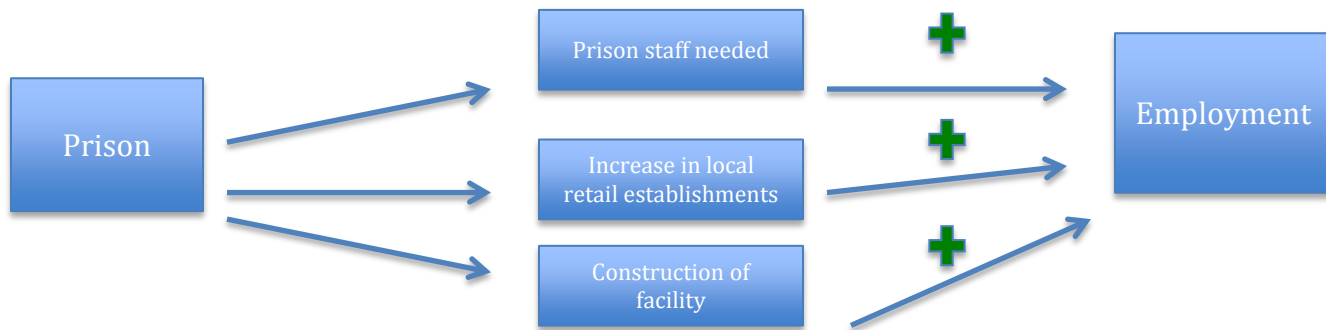 Prison
Prison staff needed
Increase in local
retail establishments
Construction of
facility
Employment